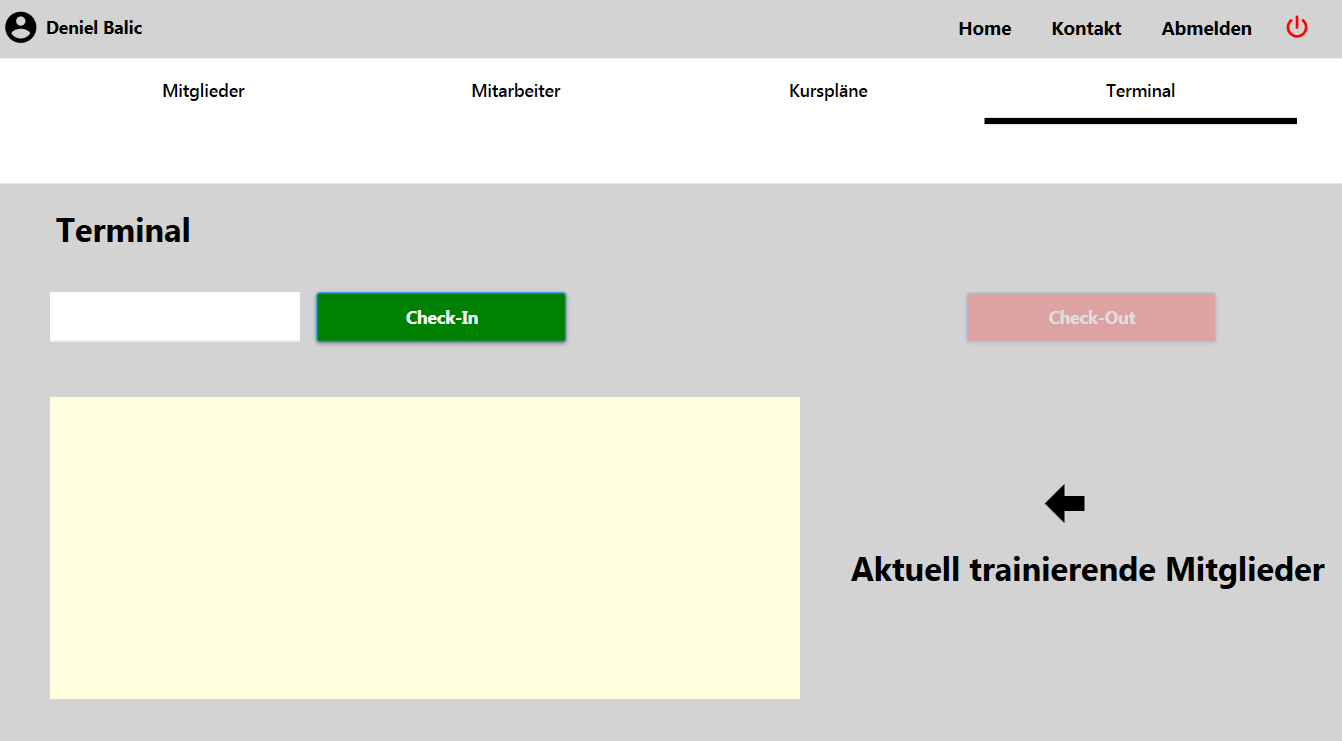 Deniel Balic
Home Kontakt Abmelden
Mitglieder Mitarbeiter Kurspläne Terminal
Terminal
Check-In Check-Out
Aktuell trainierende Mitglieder